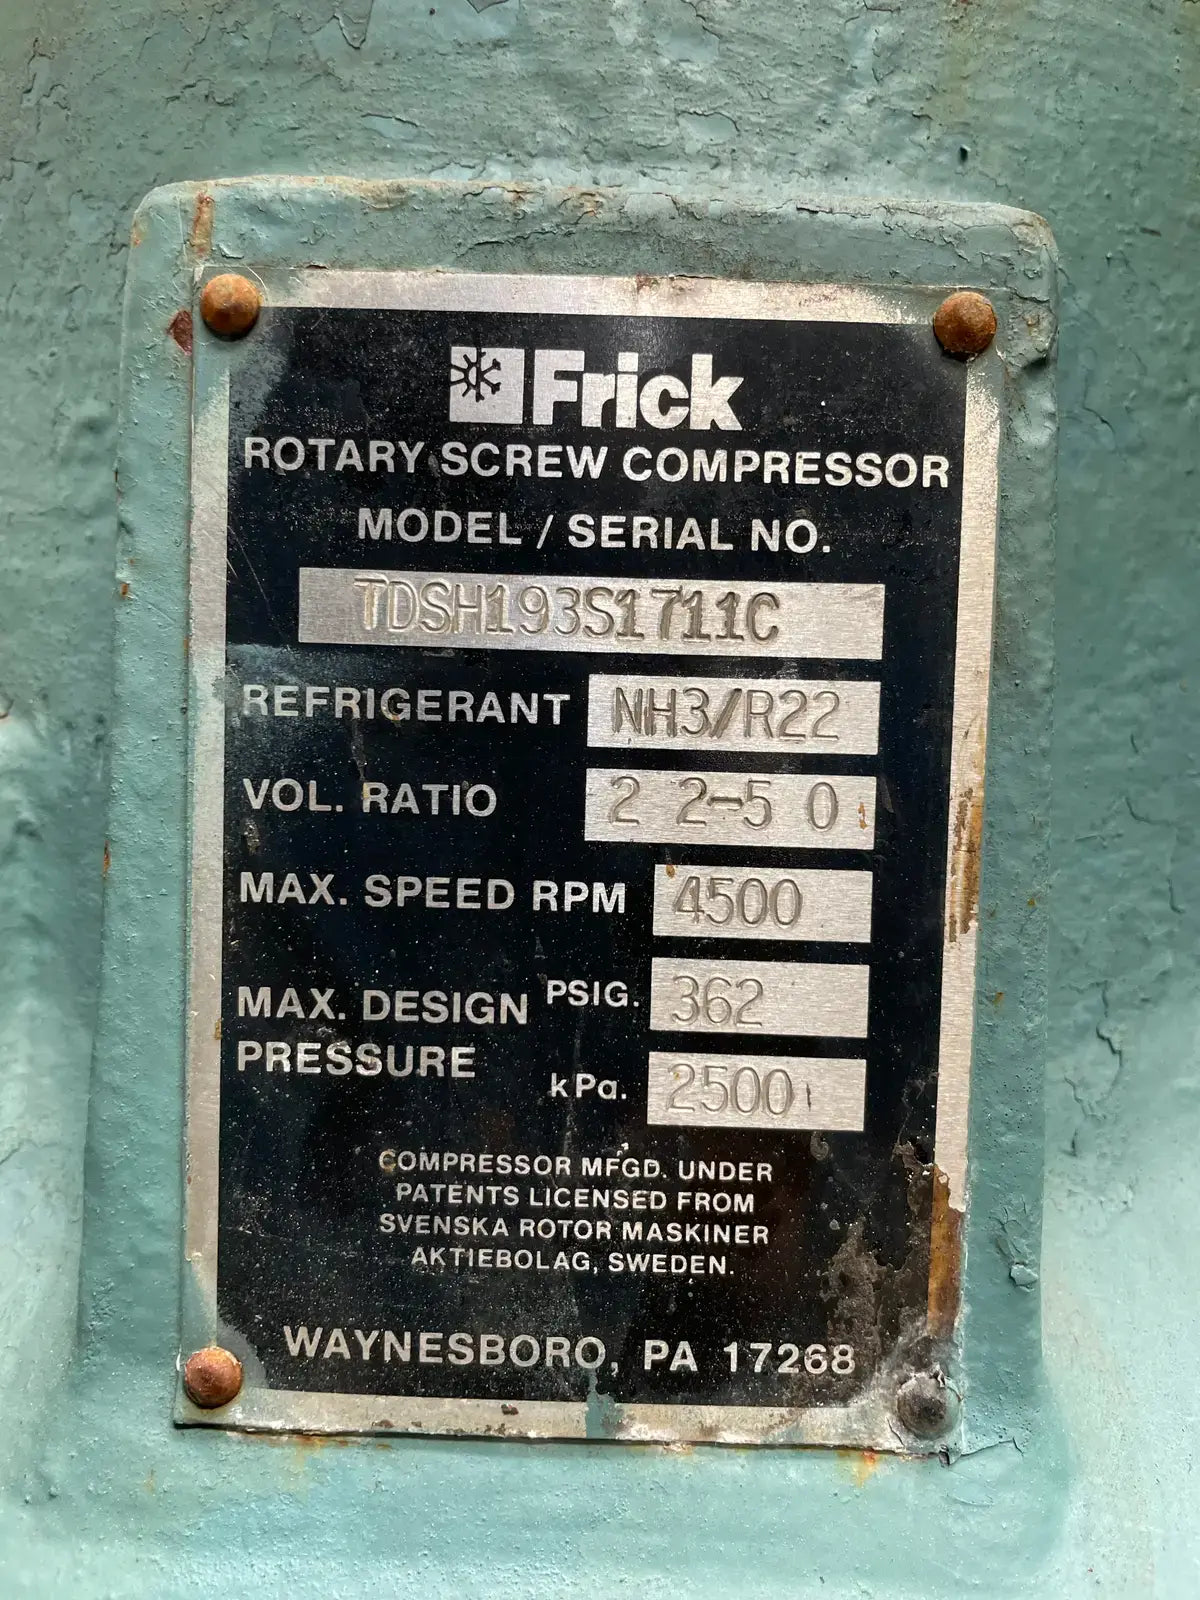 Frick
ROTARY SCREW COMPRESSOR
MODEL / SERIAL NO.
TDSH193S1711C
REFRIGERANT NH3/R22
VOL. RATIO 2 2-5 0
MAX. SPEED RPM 4500
MAX. DESIGN PRESSURE PSIG. 362
kPa. 2500
COMPRESSOR MFGD. UNDER
PATENTS LICENSED FROM
SVENSKA ROTOR MASKINER
AKTIEBOLAG, SWEDEN.
WAYNESBORO, PA 17268